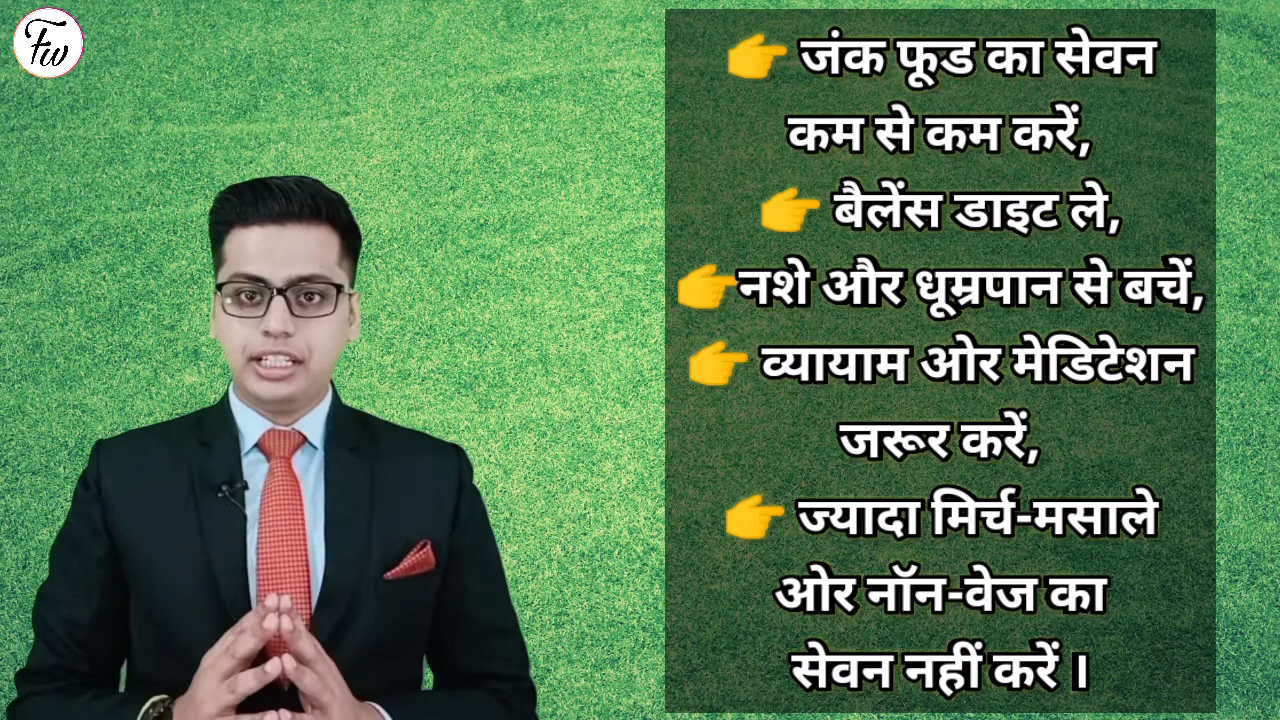 Fw
👉 जंक फूड का सेवन
कम से कम करें,
👉 बैलेंस डाइट ले,
👉नशे और धूम्रपान से बचें,
👉 व्यायाम ओर मेडिटेशन
जरूर करें,
👉 ज्यादा मिर्च-मसाले
ओर नॉन-वेज का
सेवन नहीं करें ।